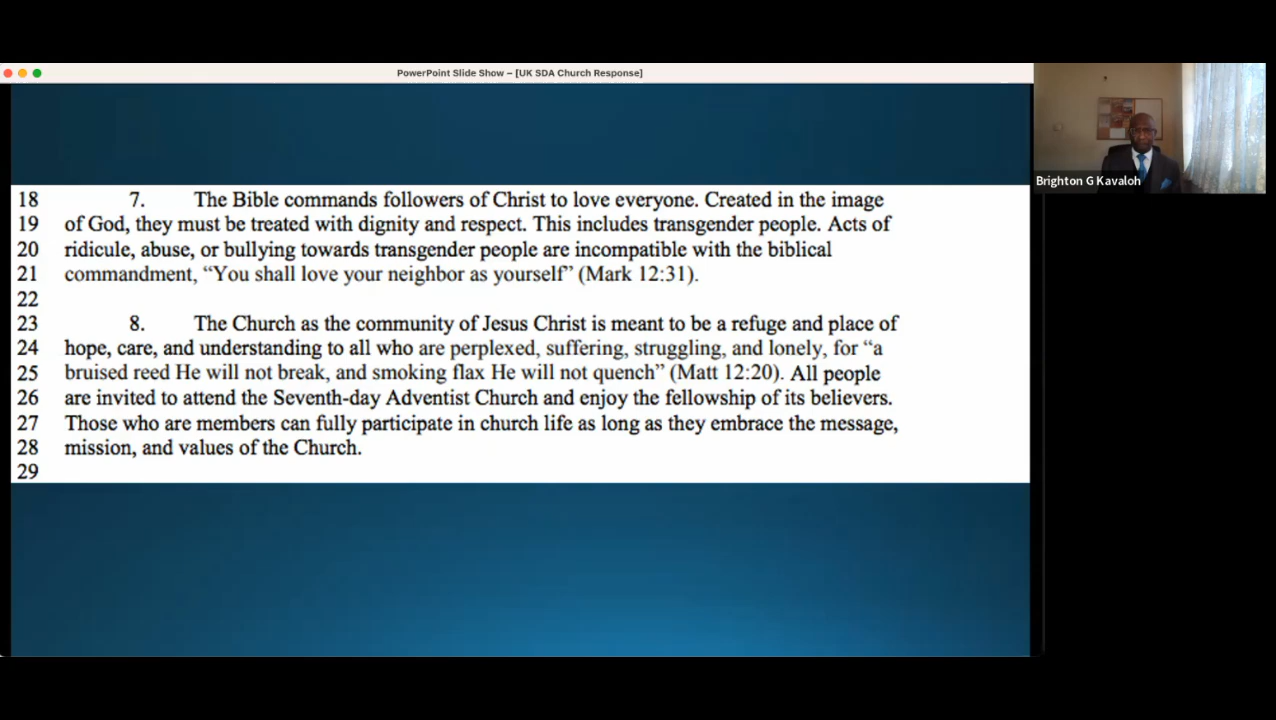 PowerPoint Slide Show – [UK SDA Church Response]
Brighton G Kavaloh
18 7. The Bible commands followers of Christ to love everyone. Created in the image
19 of God, they must be treated with dignity and respect. This includes transgender people. Acts of
20 ridicule, abuse, or bullying towards transgender people are incompatible with the biblical
21 commandment, “You shall love your neighbor as yourself” (Mark 12:31).
22
23 8. The Church as the community of Jesus Christ is meant to be a refuge and place of
24 hope, care, and understanding to all who are perplexed, suffering, struggling, and lonely, for “a
25 bruised reed He will not break, and smoking flax He will not quench” (Matt 12:20). All people
26 are invited to attend the Seventh-day Adventist Church and enjoy the fellowship of its believers.
27 Those who are members can fully participate in church life as long as they embrace the message,
28 mission, and values of the Church.
29